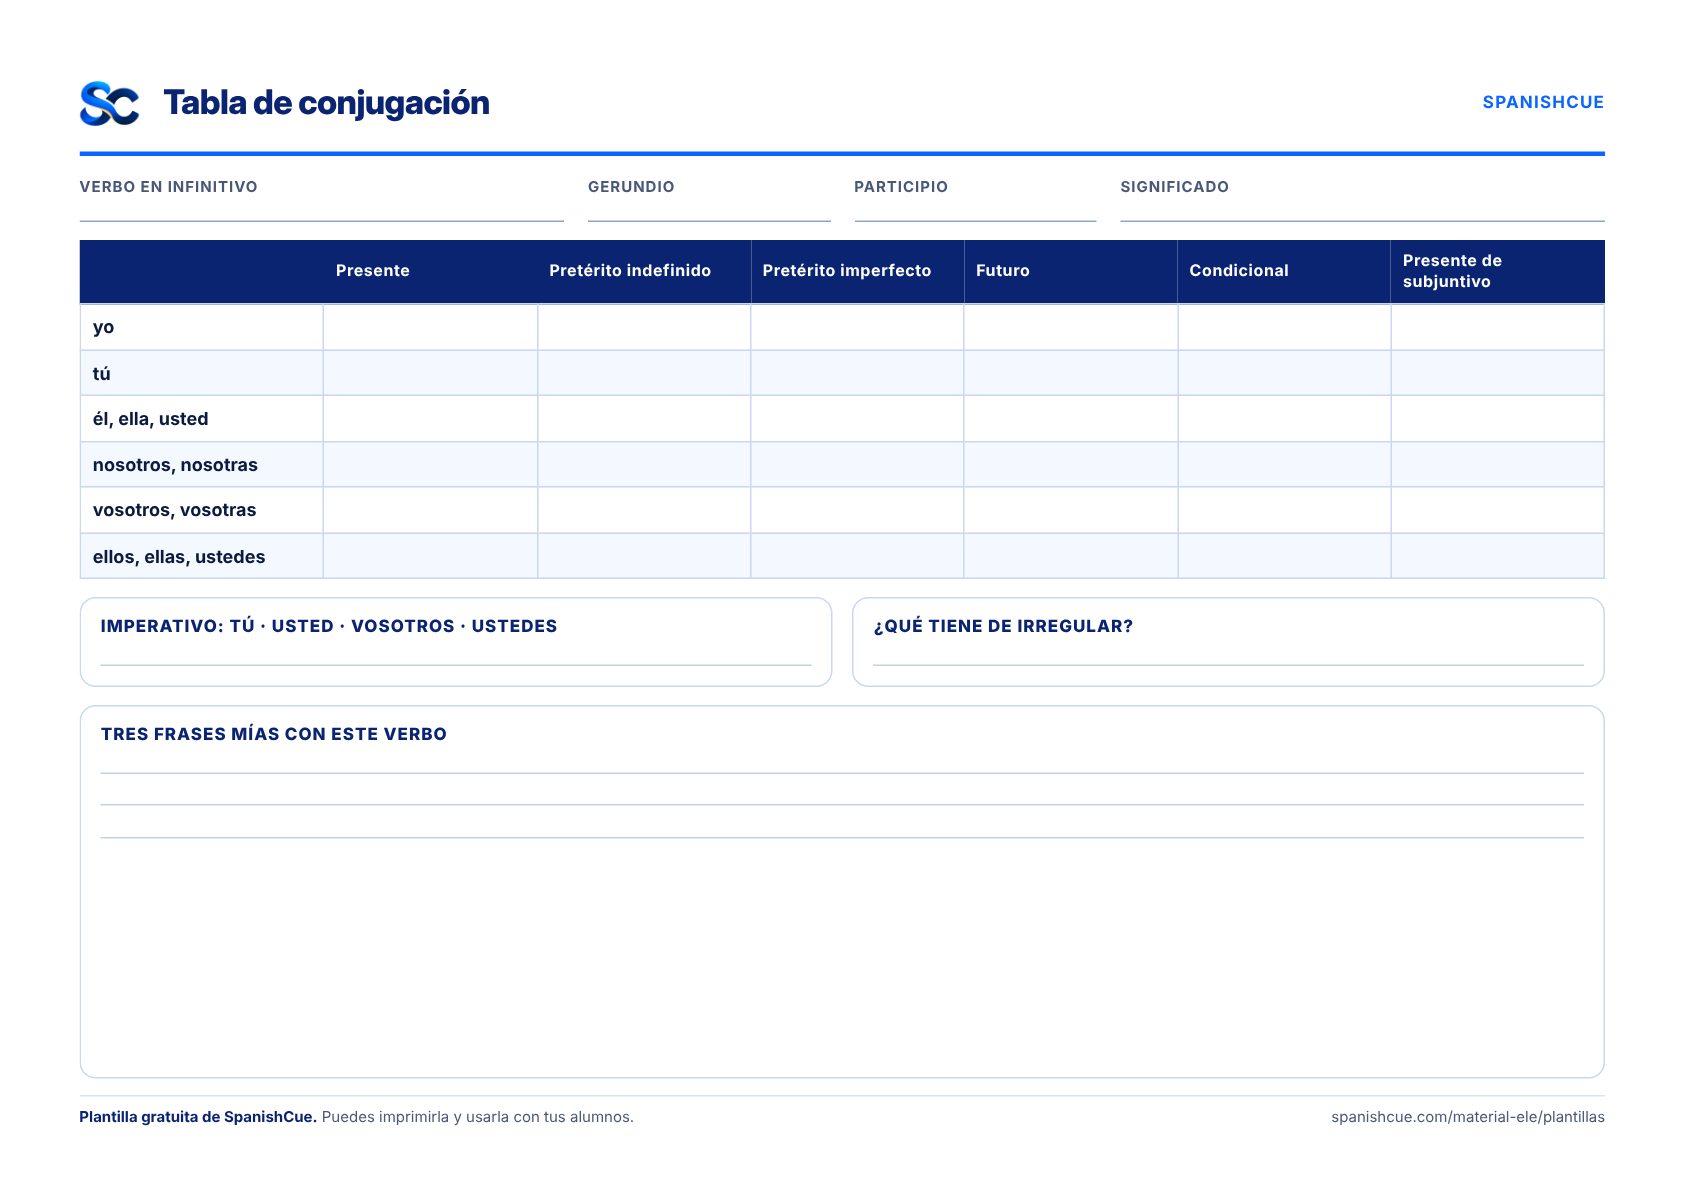 SC Tabla de conjugación
SPANISHCUE
VERBO EN INFINITIVO GERUNDIO PARTICIPIO SIGNIFICADO
Presente Pretérito indefinido Pretérito imperfecto Futuro Condicional Presente de subjuntivo
yo
tú
él, ella, usted
nosotros, nosotras
vosotros, vosotras
ellos, ellas, ustedes
IMPERATIVO: TÚ · USTED · VOSOTROS · USTEDES
¿QUÉ TIENE DE IRREGULAR?
TRES FRASES MÍAS CON ESTE VERBO
Plantilla gratuita de SpanishCue. Puedes imprimirla y usarla con tus alumnos.
spanishcue.com/material-ele/plantillas